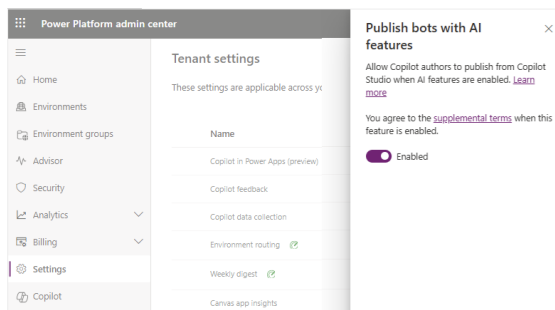 Power Platform admin center
Home
Environments
Environment groups
Advisor
Security
Analytics
Billing
Settings
Copilot
Tenant settings
These settings are applicable across yo
Name
Copilot in Power Apps (preview)
Copilot feedback
Copilot data collection
Environment routing
Weekly digest
Canvas app insights
Publish bots with AI
features
Allow Copilot authors to publish from Copilot
Studio when AI features are enabled. Learn
more
You agree to the supplemental terms when this
feature is enabled.
Enabled